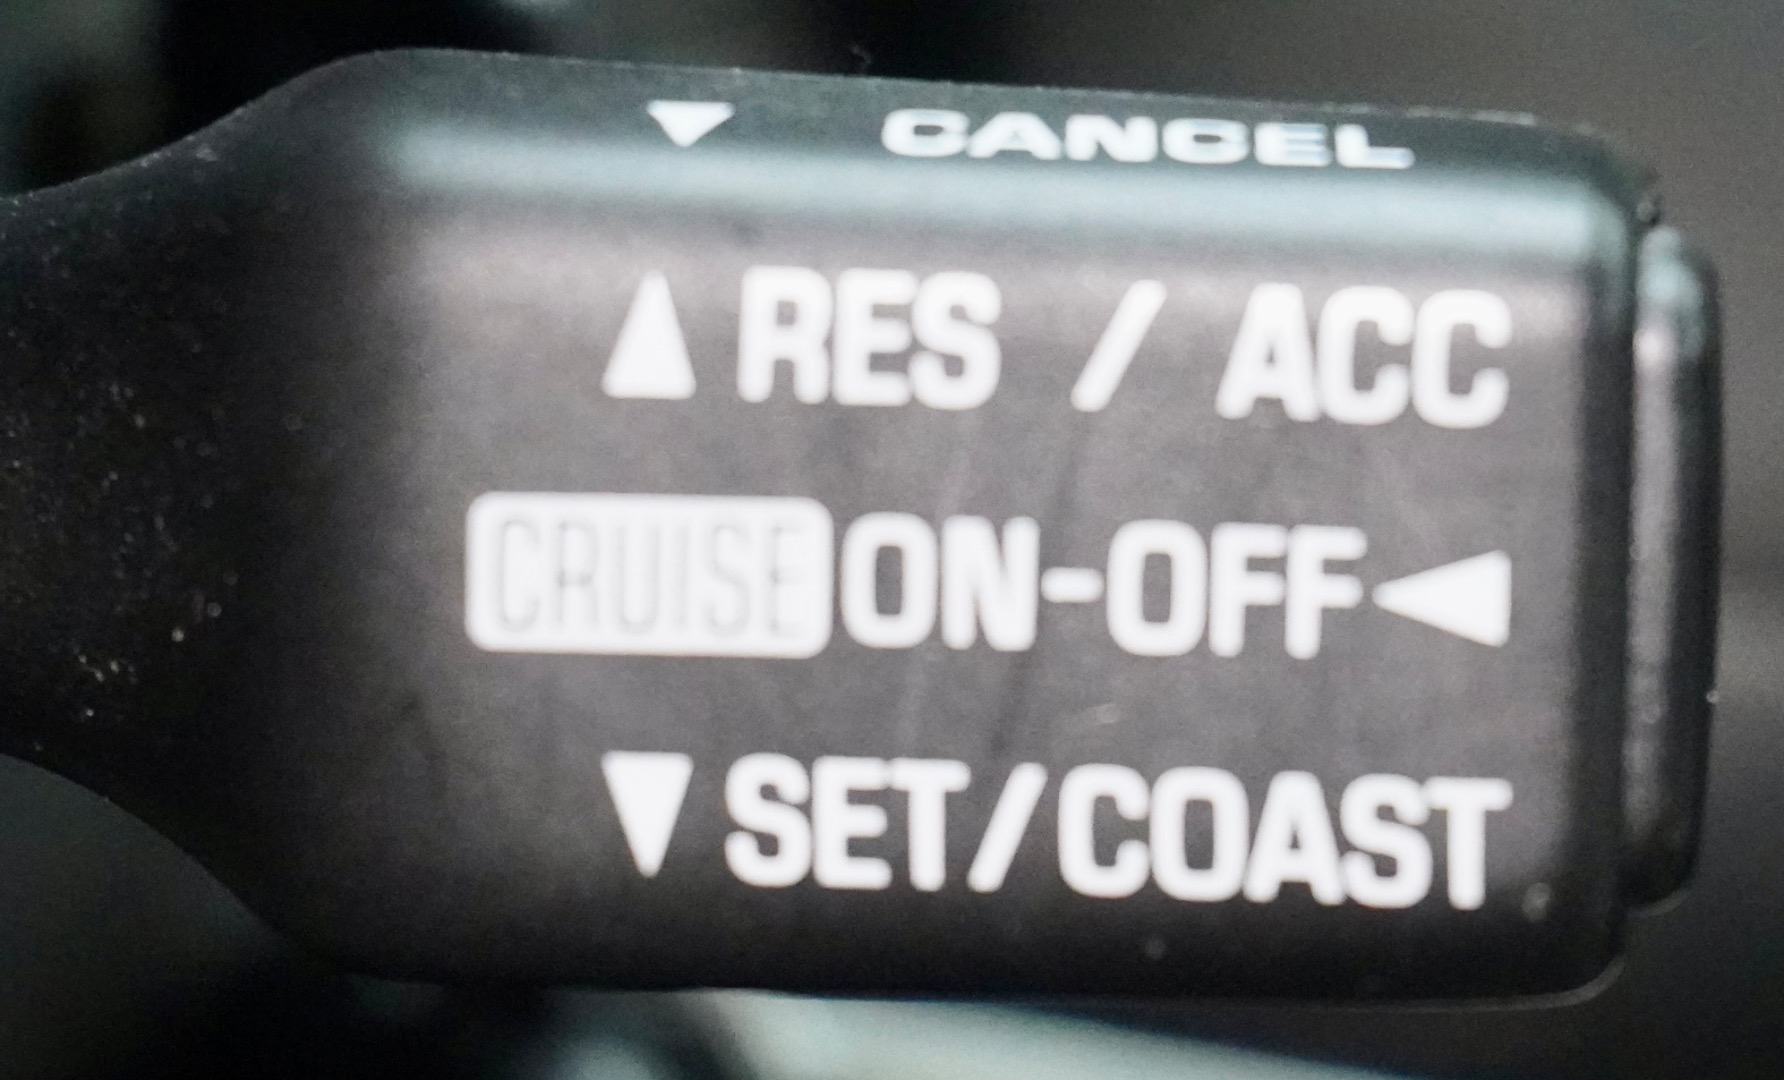 ▼ CANCEL
▲ RES / ACC
CRUISE ON-OFF ◀
▼ SET/COAST